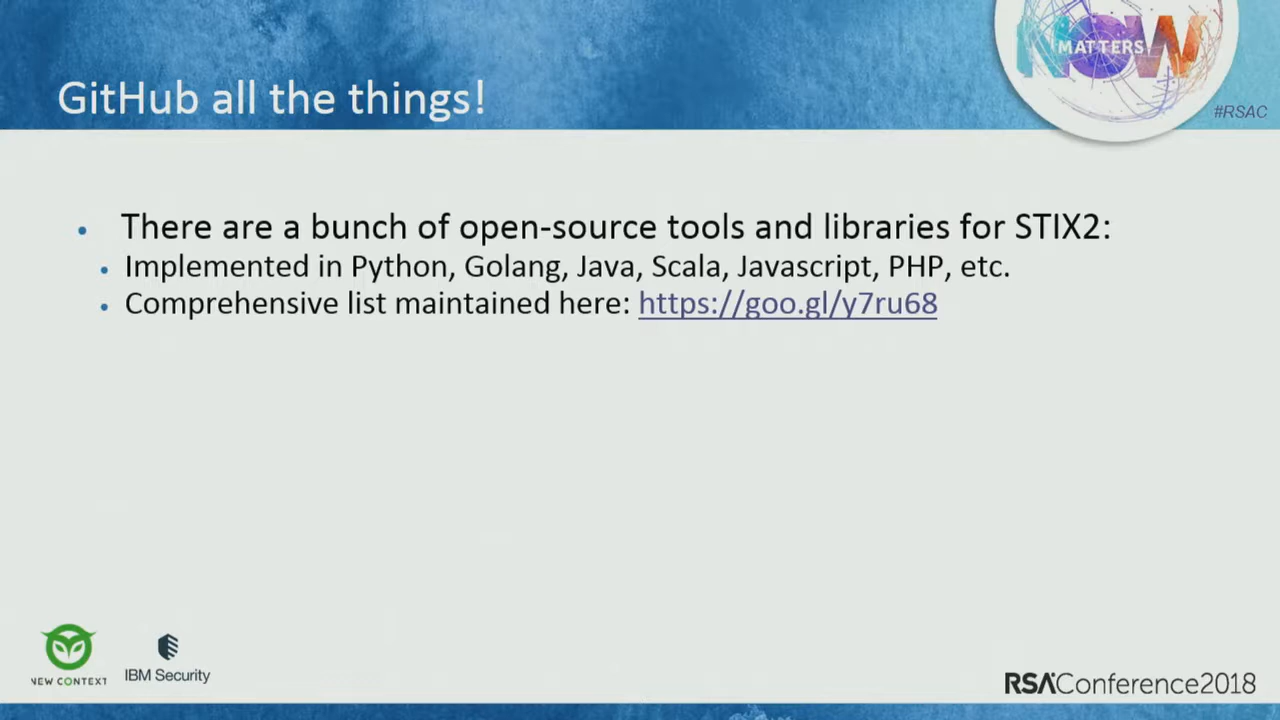 NOW
MATTERS
#RSAC
GitHub all the things!
• There are a bunch of open-source tools and libraries for STIX2:
• Implemented in Python, Golang, Java, Scala, Javascript, PHP, etc.
• Comprehensive list maintained here: https://goo.gl/y7ru68
NEW CONTEXT
IBM Security
RSAConference2018